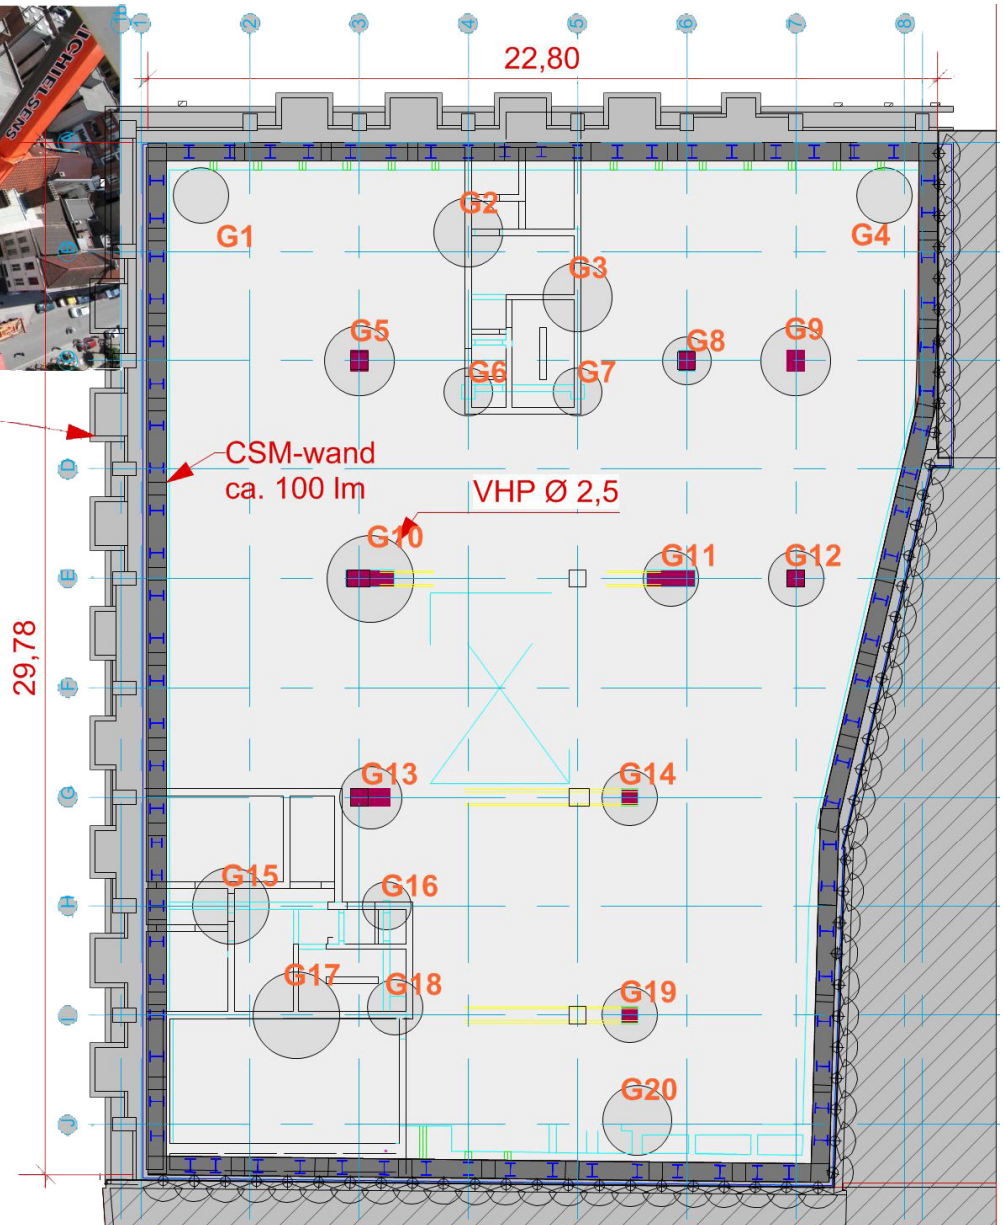 1b
1
2
3
4
5
6
7
8
22,80
MICHIELSENS
A
B
G1
G2
G4
G3
G5
G8
G9
G6
G7
D
CSM-wand
ca. 100 lm
VHP Ø 2,5
G10
G11
G12
E
29,78
F
G
G13
G14
G15
G16
H
G17
G18
G19
I
G20
J